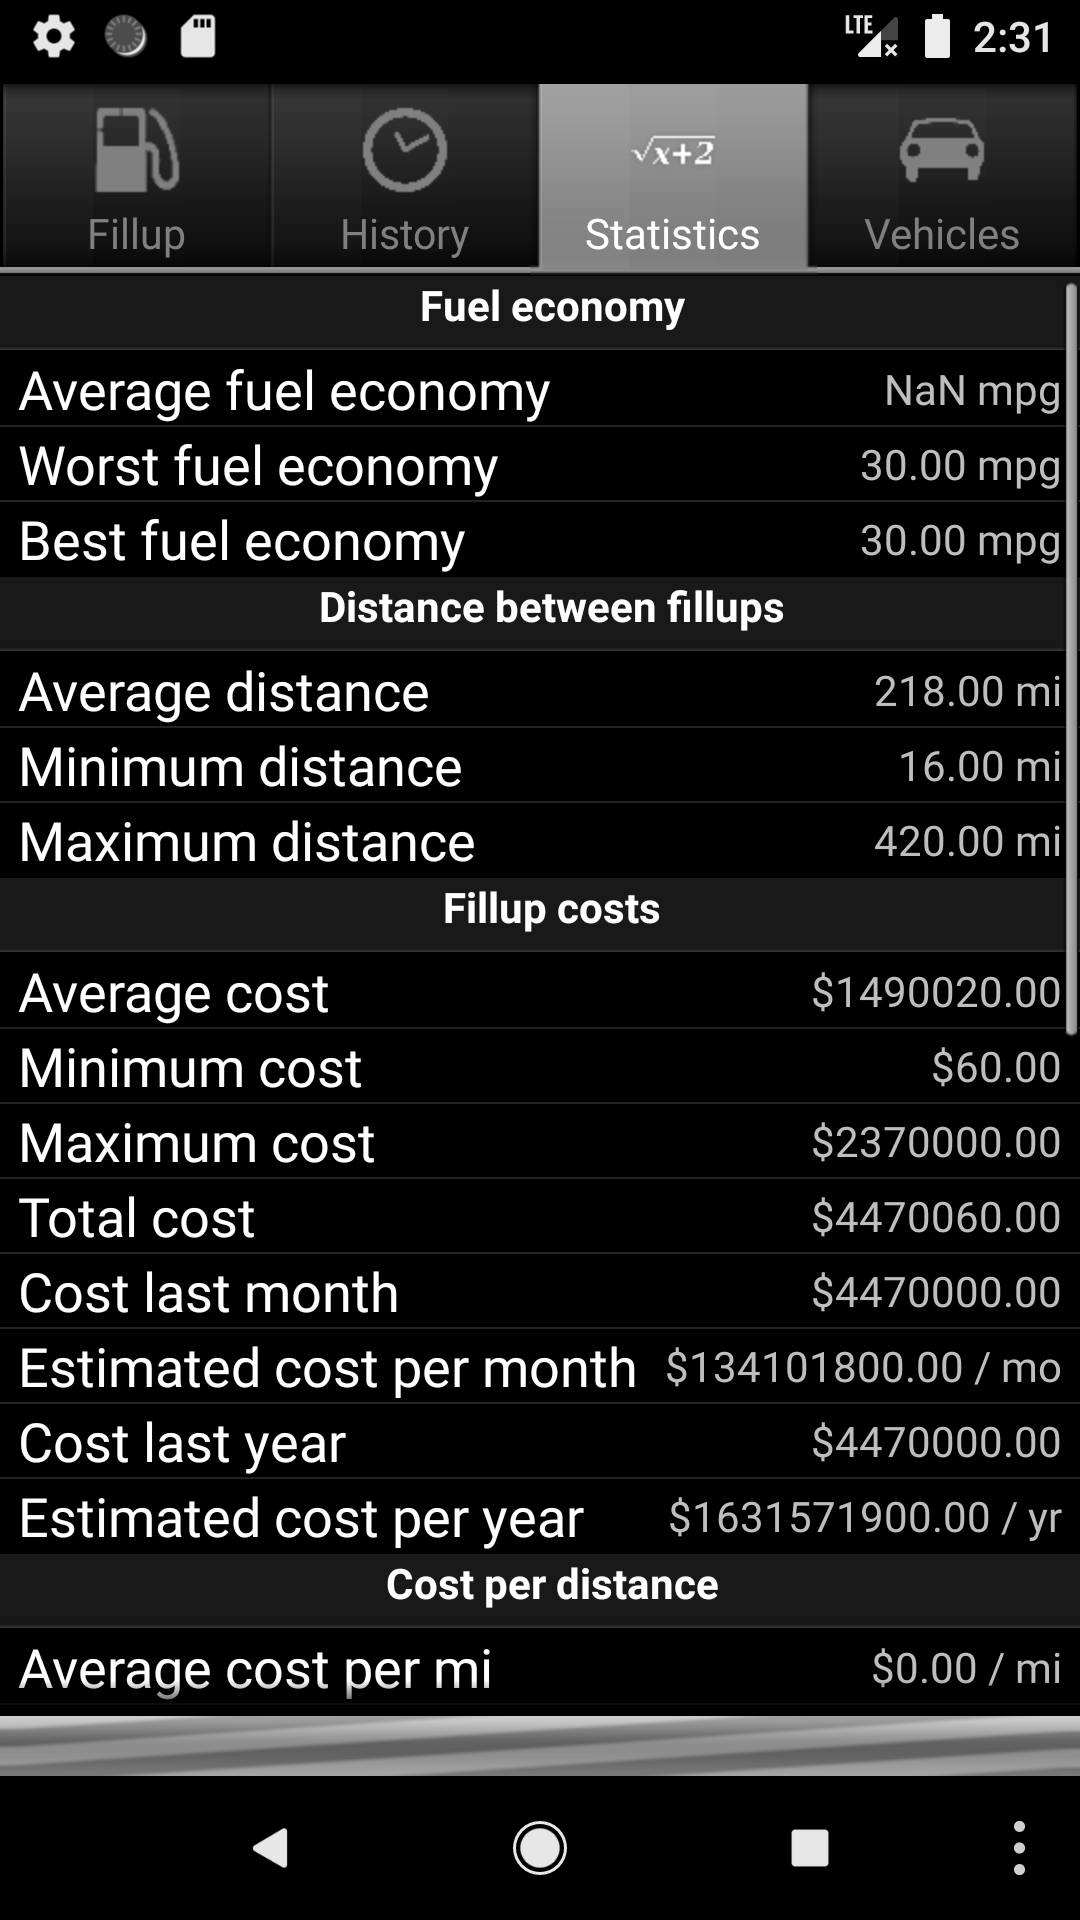 LTE 2:31
√x+2
Fillup History Statistics Vehicles
Fuel economy
Average fuel economy NaN mpg
Worst fuel economy 30.00 mpg
Best fuel economy 30.00 mpg
Distance between fillups
Average distance 218.00 mi
Minimum distance 16.00 mi
Maximum distance 420.00 mi
Fillup costs
Average cost $1490020.00
Minimum cost $60.00
Maximum cost $2370000.00
Total cost $4470060.00
Cost last month $4470000.00
Estimated cost per month $134101800.00 / mo
Cost last year $4470000.00
Estimated cost per year $1631571900.00 / yr
Cost per distance
Average cost per mi $0.00 / mi